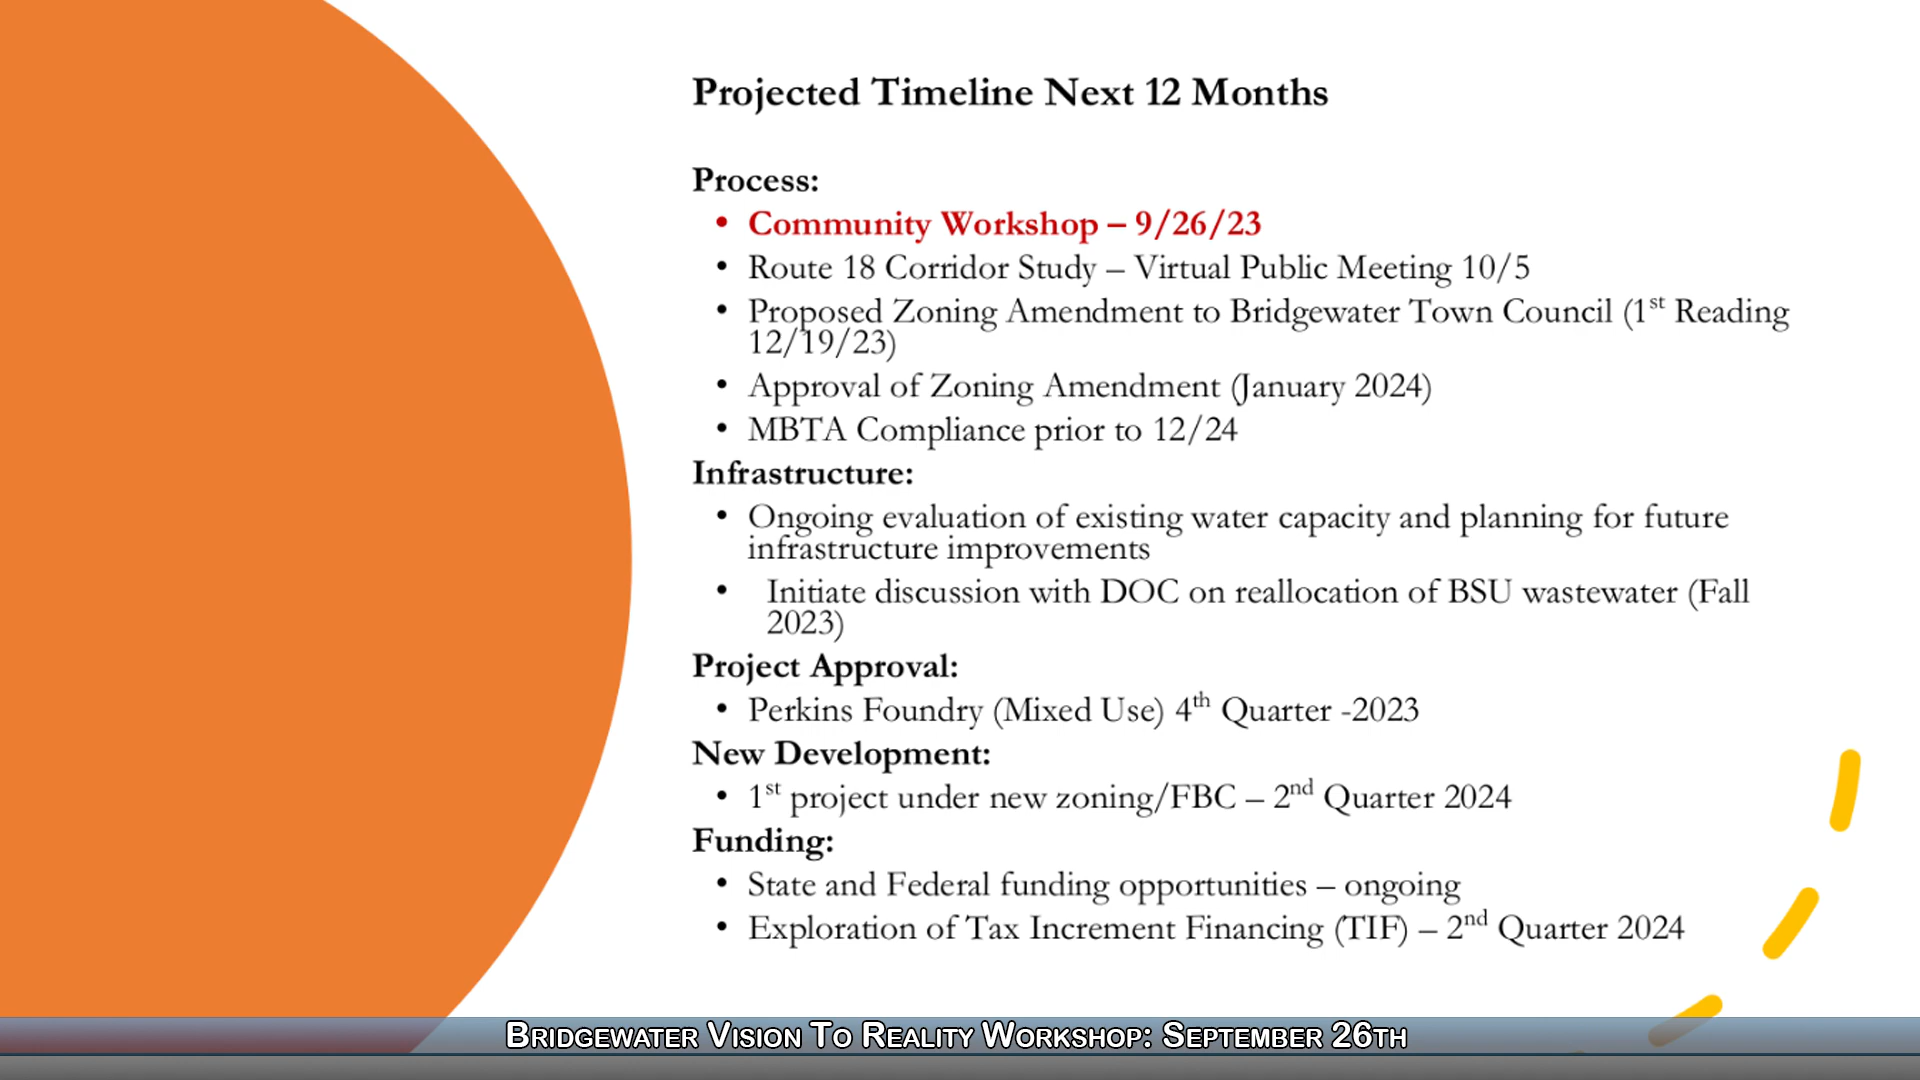 Projected Timeline Next 12 Months
Process:
• Community Workshop – 9/26/23
• Route 18 Corridor Study – Virtual Public Meeting 10/5
• Proposed Zoning Amendment to Bridgewater Town Council (1st Reading
12/19/23)
• Approval of Zoning Amendment (January 2024)
• MBTA Compliance prior to 12/24
Infrastructure:
• Ongoing evaluation of existing water capacity and planning for future
infrastructure improvements
• Initiate discussion with DOC on reallocation of BSU wastewater (Fall
2023)
Project Approval:
• Perkins Foundry (Mixed Use) 4th Quarter -2023
New Development:
• 1st project under new zoning/FBC – 2nd Quarter 2024
Funding:
• State and Federal funding opportunities – ongoing
• Exploration of Tax Increment Financing (TIF) – 2nd Quarter 2024
Bridgewater Vision To Reality Workshop: September 26th